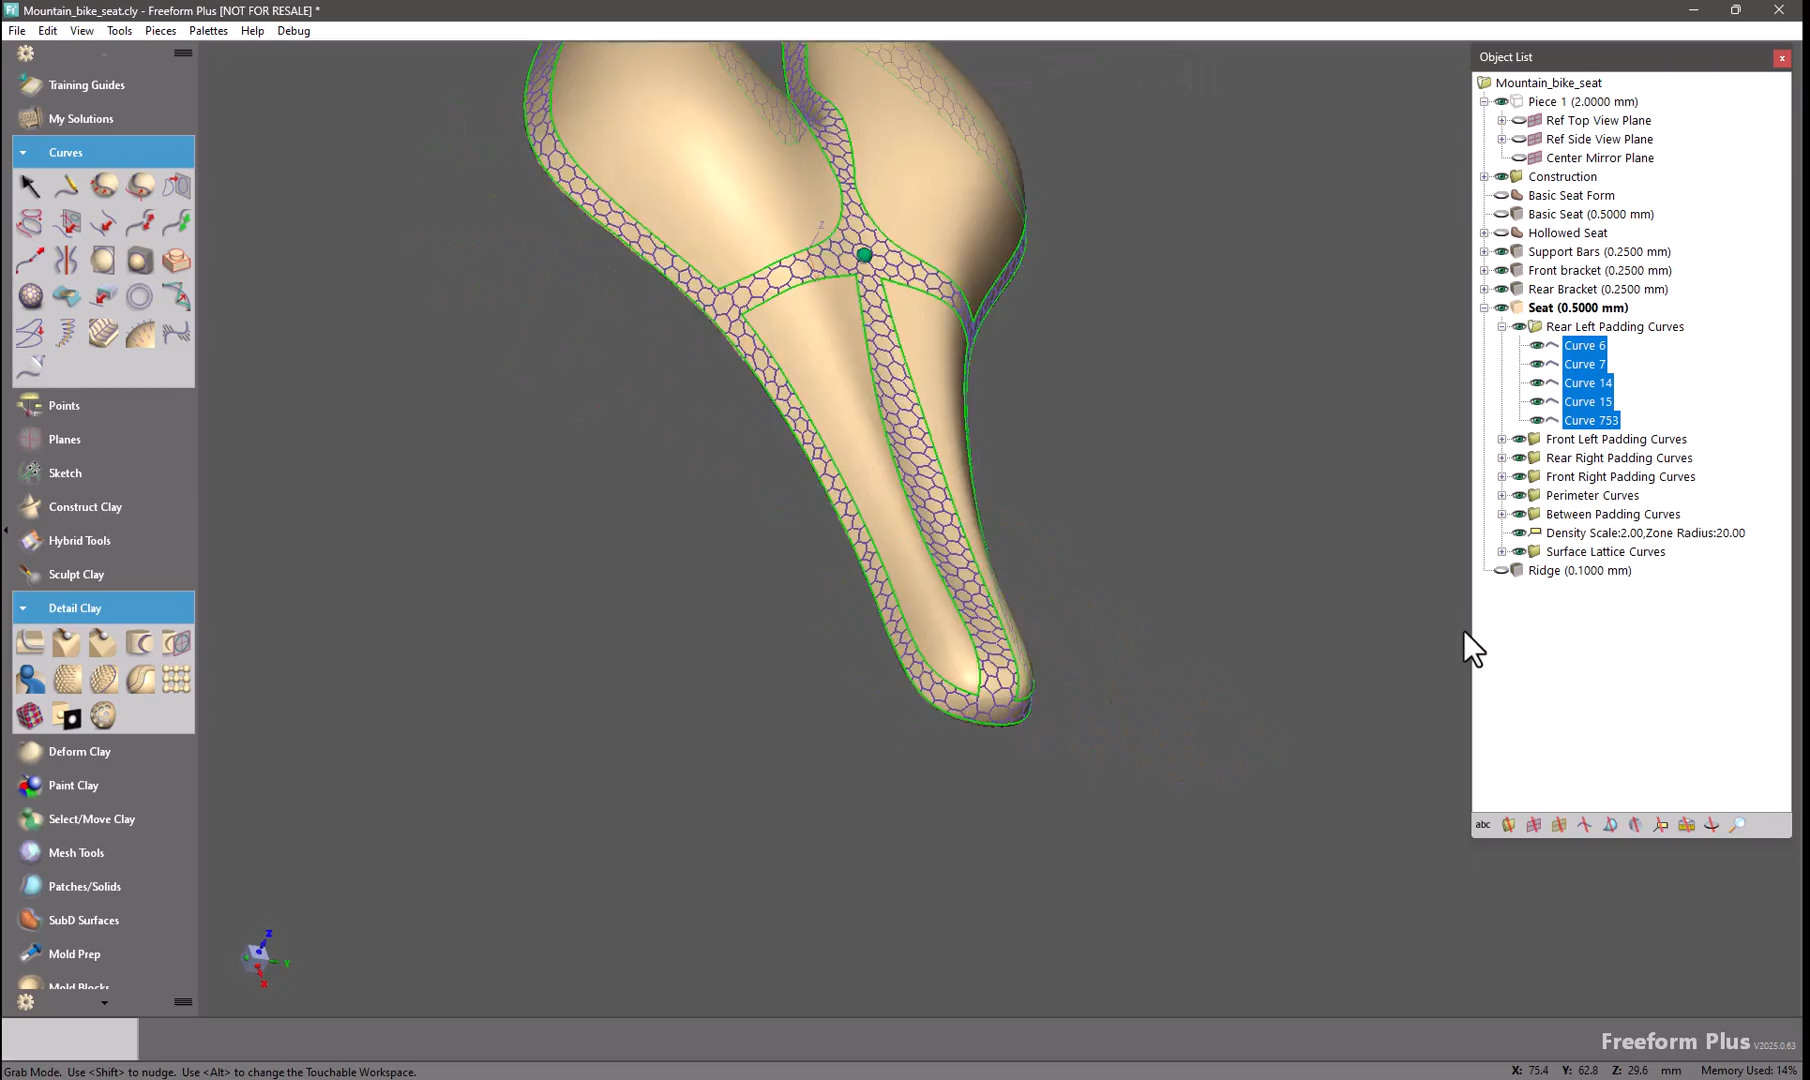 Mountain_bike_seat.cly - Freeform Plus [NOT FOR RESALE] *
File Edit View Tools Pieces Palettes Help Debug
Training Guides
My Solutions
Curves
Points
Planes
Sketch
Construct Clay
Hybrid Tools
Sculpt Clay
Detail Clay
Deform Clay
Paint Clay
Select/Move Clay
Mesh Tools
Patches/Solids
SubD Surfaces
Mold Prep
Mold Blocks
Z
Z
Y
X
Object List
Mountain_bike_seat
Piece 1 (2.0000 mm)
Ref Top View Plane
Ref Side View Plane
Center Mirror Plane
Construction
Basic Seat Form
Basic Seat (0.5000 mm)
Hollowed Seat
Support Bars (0.2500 mm)
Front bracket (0.2500 mm)
Rear Bracket (0.2500 mm)
Seat (0.5000 mm)
Rear Left Padding Curves
Curve 6
Curve 7
Curve 14
Curve 15
Curve 753
Front Left Padding Curves
Rear Right Padding Curves
Front Right Padding Curves
Perimeter Curves
Between Padding Curves
Density Scale:2.00,Zone Radius:20.00
Surface Lattice Curves
Ridge (0.1000 mm)
abc
Freeform Plus V2025.0.63
Grab Mode. Use <Shift> to nudge. Use <Alt> to change the Touchable Workspace.
X: 75.4 Y: 62.8 Z: 29.6 mm Memory Used: 14%